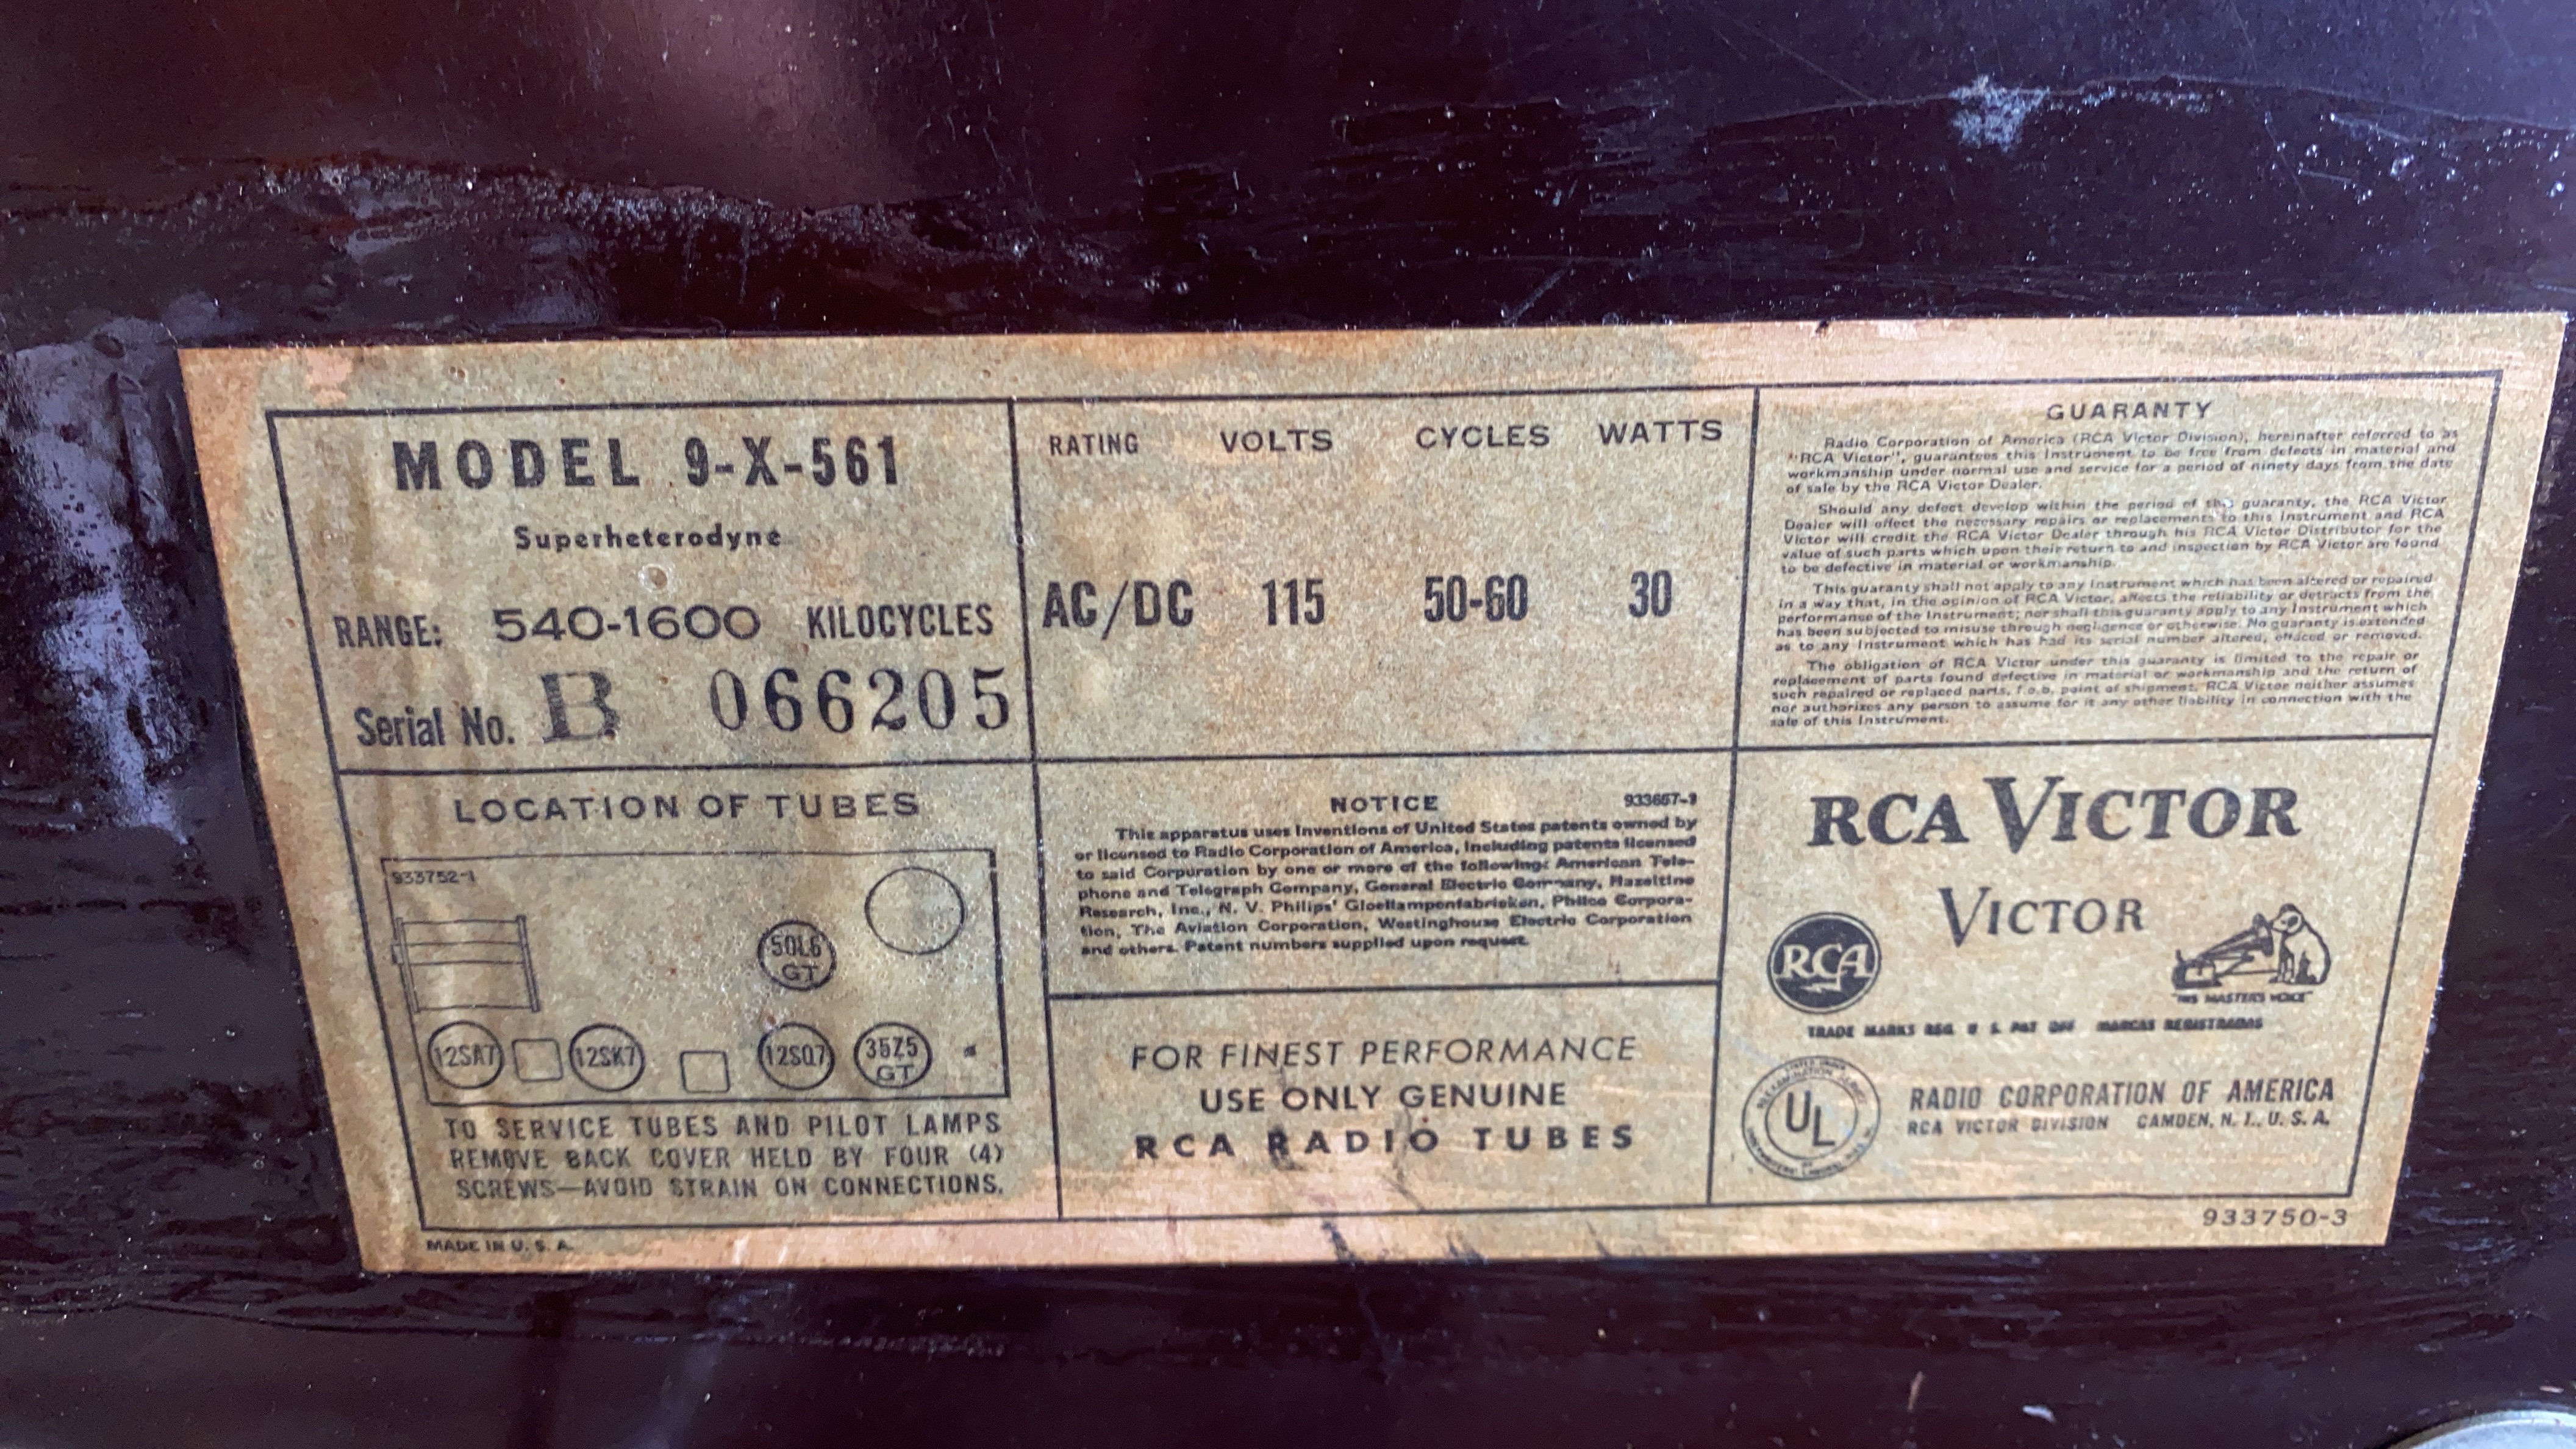 MODEL 9-X-561
Superheterodyne
RANGE: 540-1600 KILOCYCLES
Serial No. B 066205
RATING VOLTS CYCLES WATTS
AC/DC 115 50-60 30
GUARANTY
Radio Corporation of America (RCA Victor Division), hereinafter referred to as
"RCA Victor", guarantees this Instrument to be free from defects in material and
workmanship under normal use and service for a period of ninety days from the date
of sale by the RCA Victor Dealer.
Should any defect develop within the period of this guaranty, the RCA Victor
Dealer will effect the necessary repairs or replacements to this Instrument and RCA
Victor will credit the RCA Victor Dealer through his RCA Victor Distributor for the
value of such parts which upon their return to and inspection by RCA Victor are found
to be defective in material or workmanship.
This guaranty shall not apply to any Instrument which has been altered or repaired
in a way that, in the opinion of RCA Victor, affects the reliability or detracts from the
performance of the Instrument; nor shall this guaranty apply to any Instrument which
has been subjected to misuse through negligence or otherwise. No guaranty is extended
as to any Instrument which has had its serial number altered, effaced or removed.
The obligation of RCA Victor under this guaranty is limited to the repair or
replacement of parts found defective in material or workmanship and the return of
such repaired or replaced parts, f.o.b. point of shipment. RCA Victor neither assumes
nor authorizes any person to assume for it any other liability in connection with the
sale of this Instrument.
LOCATION OF TUBES
933752-1
50L6
GT
12SA7 12SK7 12SQ7 35Z5
GT
TO SERVICE TUBES AND PILOT LAMPS
REMOVE BACK COVER HELD BY FOUR (4)
SCREWS—AVOID STRAIN ON CONNECTIONS.
MADE IN U. S. A.
NOTICE 933657-1
This apparatus uses inventions of United States patents owned by
or licensed to Radio Corporation of America, including patents licensed
to said Corporation by one or more of the following: American Tele-
phone and Telegraph Company, General Electric Company, Hazeltine
Research, Inc., N. V. Philips' Gloeilampenfabrieken, Philco Corpora-
tion, The Aviation Corporation, Westinghouse Electric Corporation
and others. Patent numbers supplied upon request.
FOR FINEST PERFORMANCE
USE ONLY GENUINE
RCA RADIO TUBES
RCA VICTOR
VICTOR
RCA
"HIS MASTER'S VOICE"
TRADE MARKS REG. U. S. PAT. OFF. MARCAS REGISTRADAS
UL
RADIO CORPORATION OF AMERICA
RCA VICTOR DIVISION CAMDEN, N. J., U. S. A.
933750-3